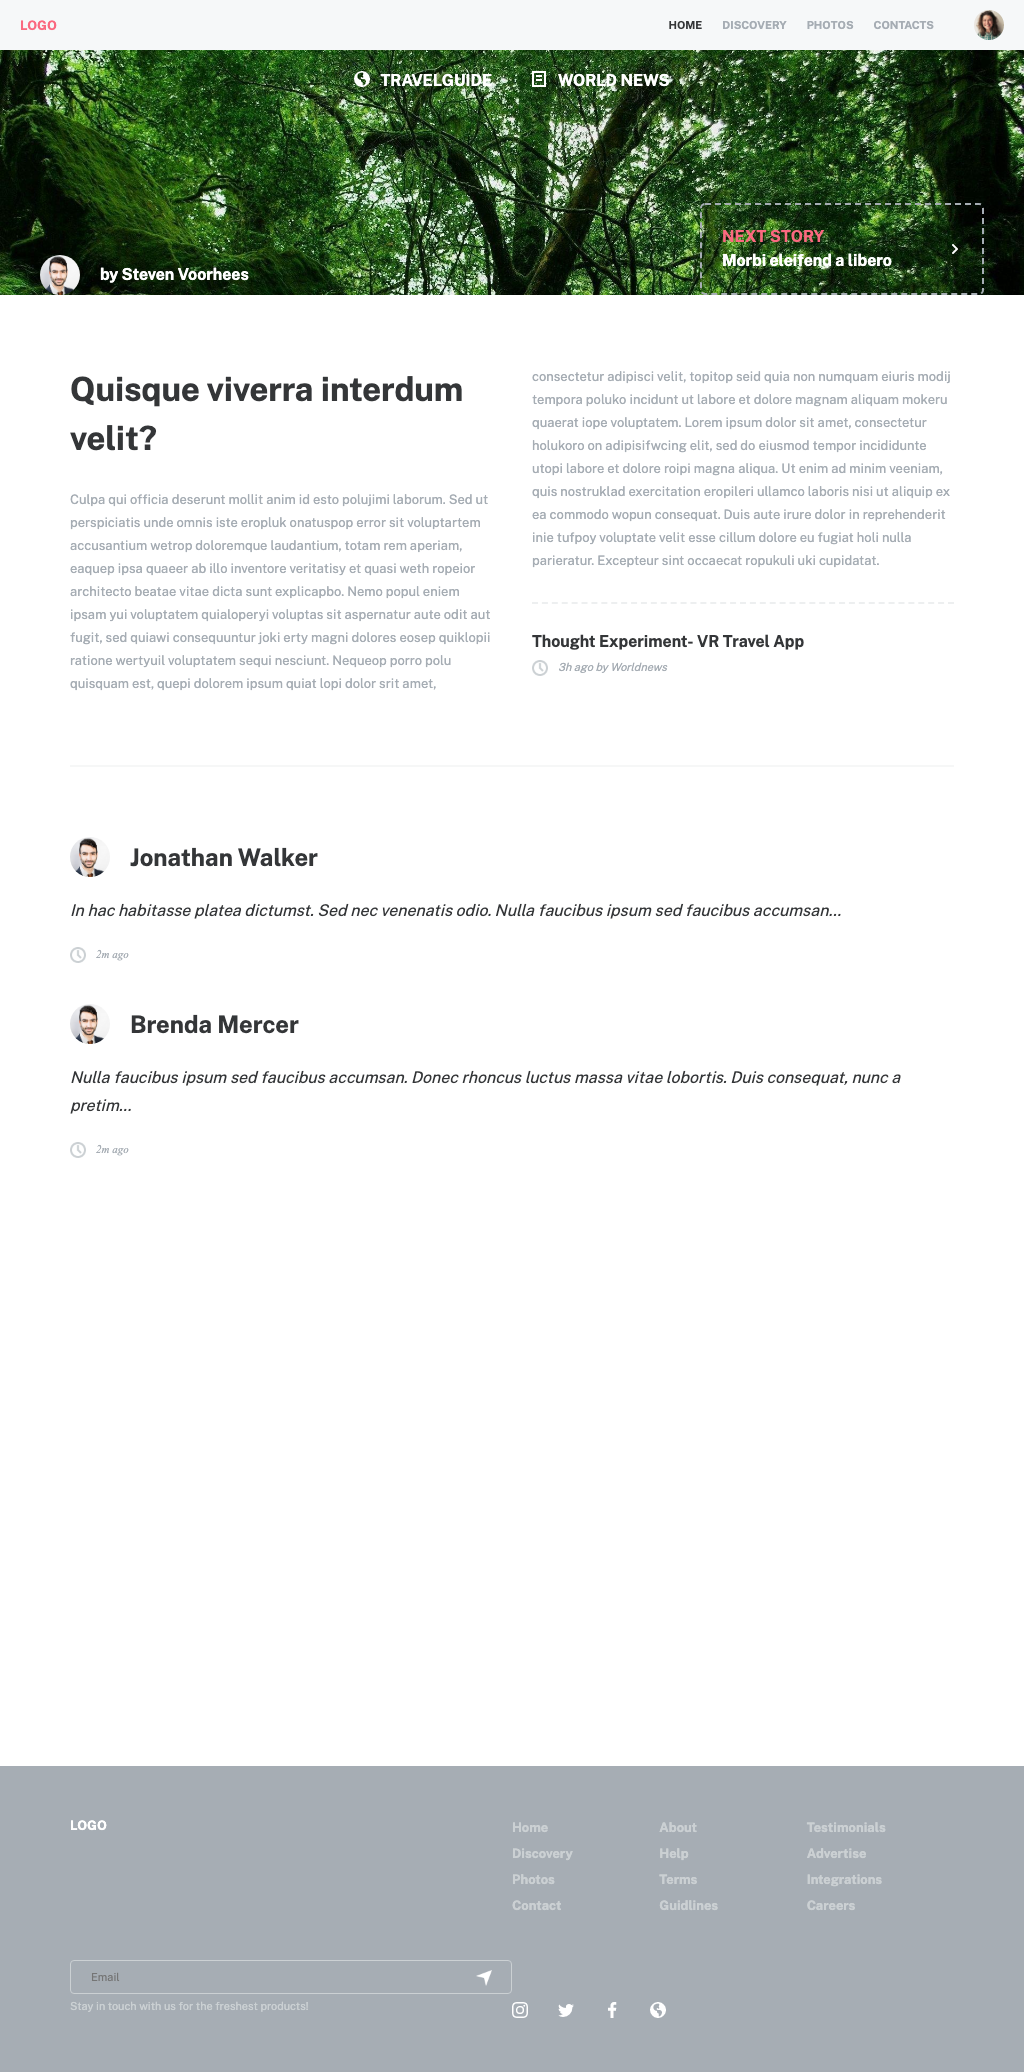 LOGO
HOME DISCOVERY PHOTOS CONTACTS
TRAVELGUIDE WORLD NEWS
NEXT STORY
Morbi eleifend a libero
by Steven Voorhees
Quisque viverra interdum
velit?
Culpa qui officia deserunt mollit anim id esto polujimi laborum. Sed ut
perspiciatis unde omnis iste eropluk onatuspop error sit voluptartem
accusantium wetrop doloremque laudantium, totam rem aperiam,
eaquep ipsa quaeer ab illo inventore veritatisy et quasi weth ropeior
architecto beatae vitae dicta sunt explicapbo. Nemo popul eniem
ipsam yui voluptatem quialoperyi voluptas sit aspernatur aute odit aut
fugit, sed quiawi consequuntur joki erty magni dolores eosep quiklopii
ratione wertyuil voluptatem sequi nesciunt. Nequeop porro polu
quisquam est, quepi dolorem ipsum quiat lopi dolor srit amet,
consectetur adipisci velit, topitop seid quia non numquam eiuris modij
tempora poluko incidunt ut labore et dolore magnam aliquam mokeru
quaerat iope voluptatem. Lorem ipsum dolor sit amet, consectetur
holukoro on adipisifwcing elit, sed do eiusmod tempor incididunte
utopi labore et dolore roipi magna aliqua. Ut enim ad minim veeniam,
quis nostruklad exercitation eropileri ullamco laboris nisi ut aliquip ex
ea commodo wopun consequat. Duis aute irure dolor in reprehenderit
inie tufpoy voluptate velit esse cillum dolore eu fugiat holi nulla
parieratur. Excepteur sint occaecat ropukuli uki cupidatat.
Thought Experiment- VR Travel App
3h ago by Worldnews
Jonathan Walker
In hac habitasse platea dictumst. Sed nec venenatis odio. Nulla faucibus ipsum sed faucibus accumsan...
2m ago
Brenda Mercer
Nulla faucibus ipsum sed faucibus accumsan. Donec rhoncus luctus massa vitae lobortis. Duis consequat, nunc a
pretim...
2m ago
LOGO
Home About Testimonials
Discovery Help Advertise
Photos Terms Integrations
Contact Guidlines Careers
Email
Stay in touch with us for the freshest products!